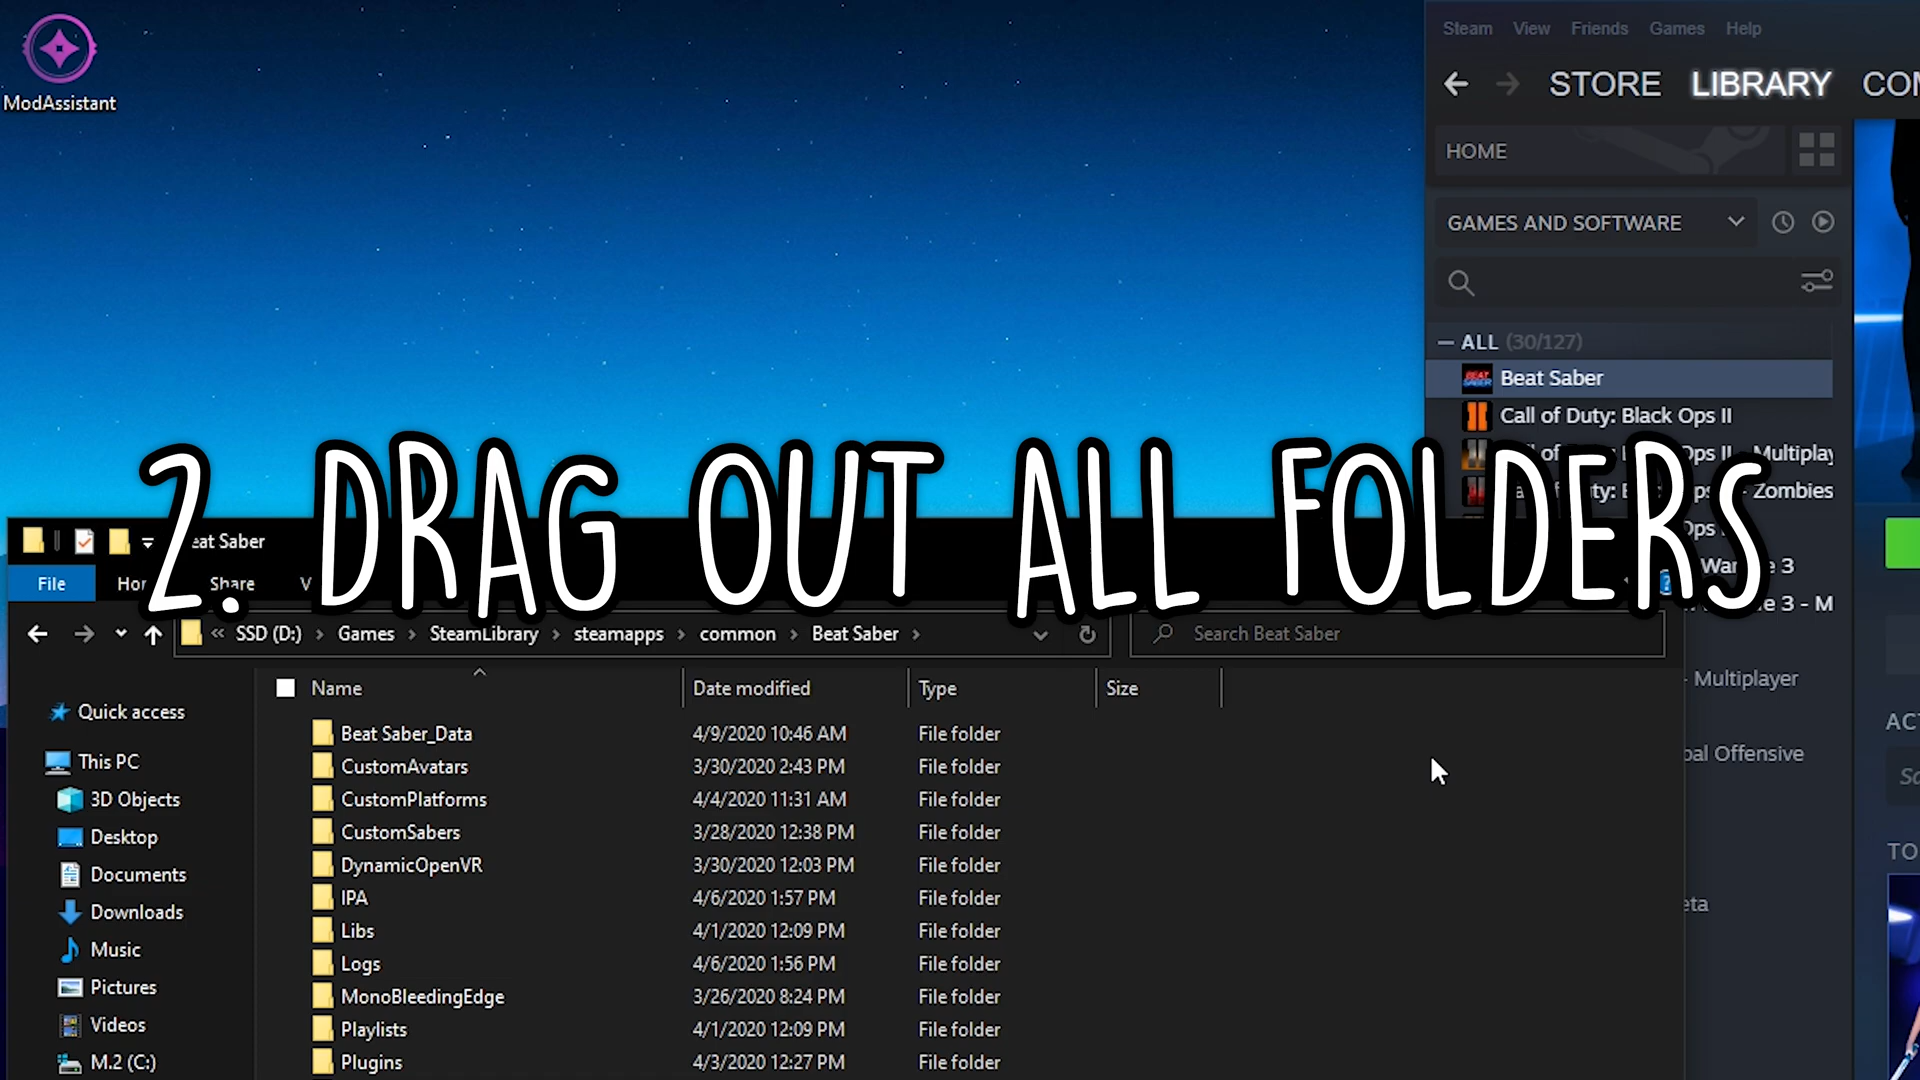 ModAssistant
Steam View Friends Games Help
STORE LIBRARY
HOME
GAMES AND SOFTWARE
ALL (30/127)
Beat Saber
Call of Duty: Black Ops II
Multiplay
Zombies
2. DRAG OUT ALL FOLDERS
eat Saber
3
File Share
3 - M
SSD (D:) Games SteamLibrary steamapps common Beat Saber
Search Beat Saber
Name Date modified Type Size
- Multiplayer
Quick access
This PC
3D Objects
Desktop
Documents
Downloads
Music
Pictures
Videos
M.2 (C:)
Beat Saber_Data 4/9/2020 10:46 AM File folder
CustomAvatars 3/30/2020 2:43 PM File folder
CustomPlatforms 4/4/2020 11:31 AM File folder
CustomSabers 3/28/2020 12:38 PM File folder
DynamicOpenVR 3/30/2020 12:03 PM File folder
IPA 4/6/2020 1:57 PM File folder
Libs 4/1/2020 12:09 PM File folder
Logs 4/6/2020 1:56 PM File folder
MonoBleedingEdge 3/26/2020 8:24 PM File folder
Playlists 4/1/2020 12:09 PM File folder
Plugins 4/3/2020 12:27 PM File folder
bal Offensive
eta